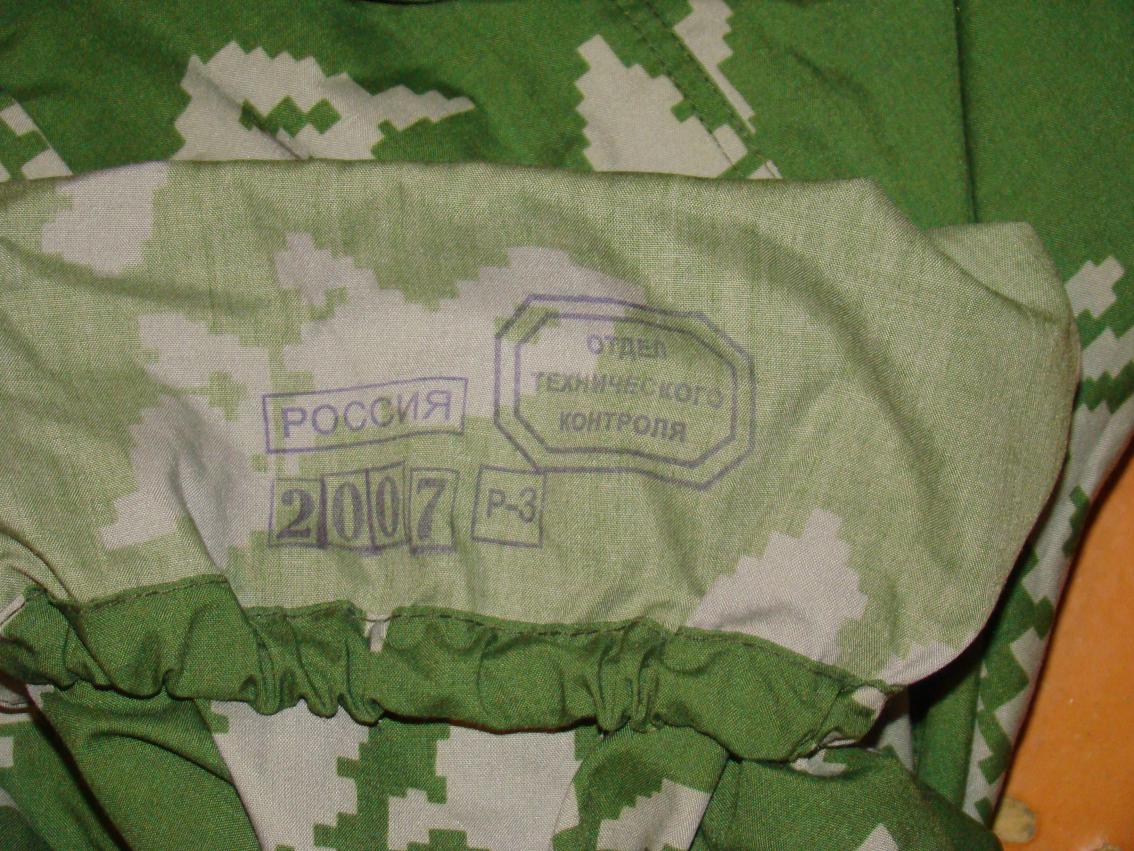 ОТДЕЛ
ТЕХНИЧЕСКОГО
КОНТРОЛЯ
РОССИЯ
2007 Р-3